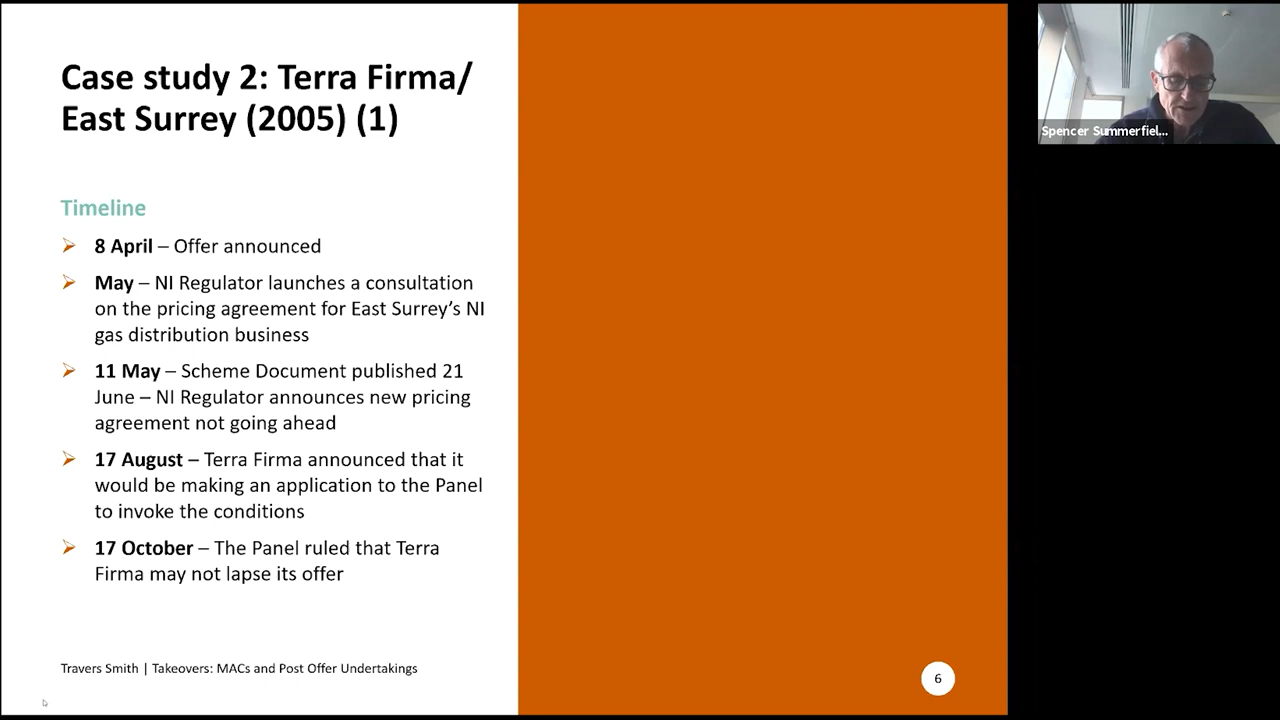 Case study 2: Terra Firma/
East Surrey (2005) (1)
Timeline
8 April – Offer announced
May – NI Regulator launches a consultation
on the pricing agreement for East Surrey’s NI
gas distribution business
11 May – Scheme Document published 21
June – NI Regulator announces new pricing
agreement not going ahead
17 August – Terra Firma announced that it
would be making an application to the Panel
to invoke the conditions
17 October – The Panel ruled that Terra
Firma may not lapse its offer
Travers Smith | Takeovers: MACs and Post Offer Undertakings
6
Spencer Summerfiel...